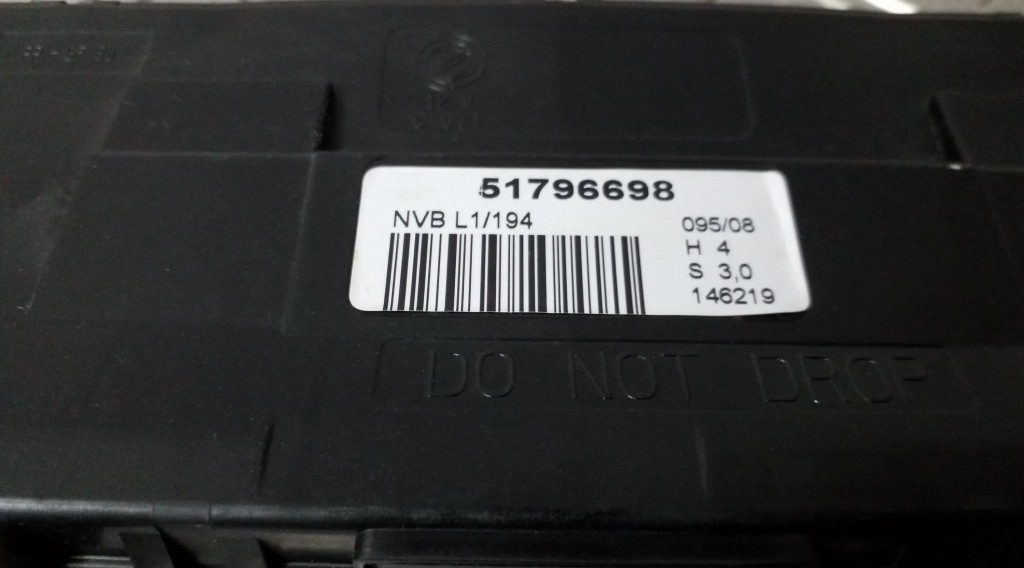 51796698
NVB L1/194
095/08
H 4
S 3,0
146219
DO NOT DROP